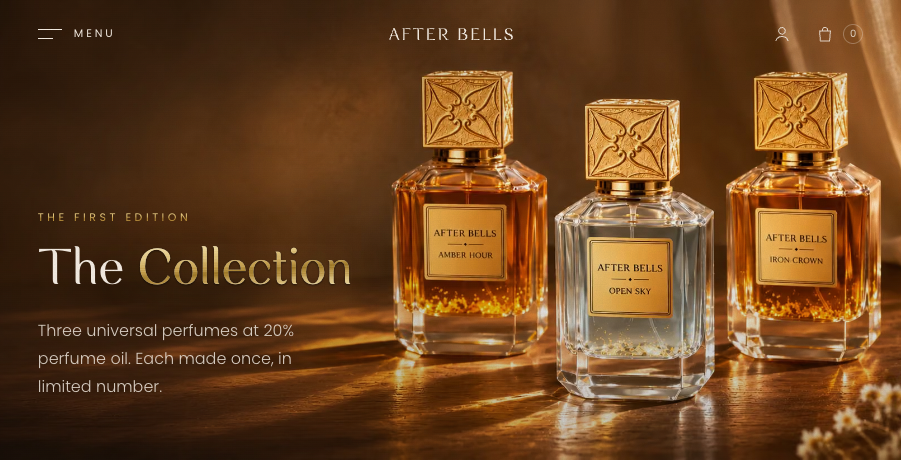 MENU
AFTER BELLS
0
THE FIRST EDITION
The Collection
Three universal perfumes at 20%
perfume oil. Each made once, in
limited number.
AFTER BELLS
AMBER HOUR
AFTER BELLS
OPEN SKY
AFTER BELLS
IRON CROWN